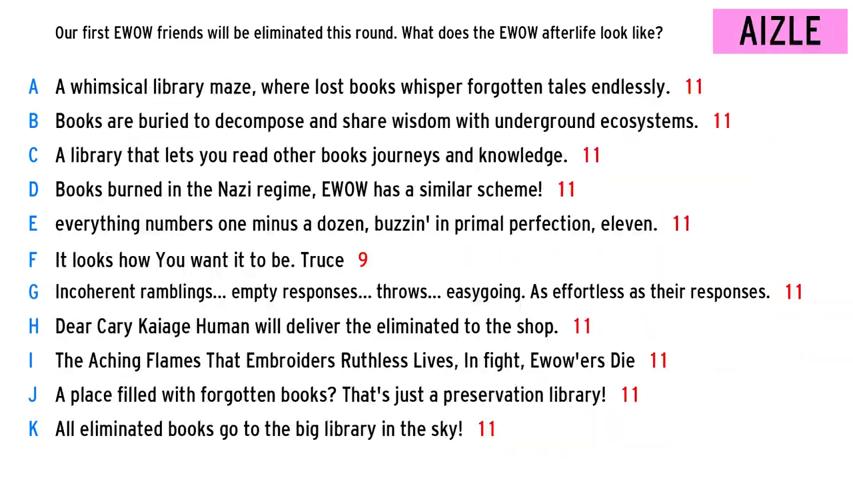 Our first EWOW friends will be eliminated this round. What does the EWOW afterlife look like?
AIZLE
A A whimsical library maze, where lost books whisper forgotten tales endlessly. 11
B Books are buried to decompose and share wisdom with underground ecosystems. 11
C A library that lets you read other books journeys and knowledge. 11
D Books burned in the Nazi regime, EWOW has a similar scheme! 11
E everything numbers one minus a dozen, buzzin' in primal perfection, eleven. 11
F It looks how You want it to be. Truce 9
G Incoherent ramblings... empty responses... throws... easygoing. As effortless as their responses. 11
H Dear Cary Kaiage Human will deliver the eliminated to the shop. 11
I The Aching Flames That Embroiders Ruthless Lives, In fight, Ewow'ers Die 11
J A place filled with forgotten books? That's just a preservation library! 11
K All eliminated books go to the big library in the sky! 11